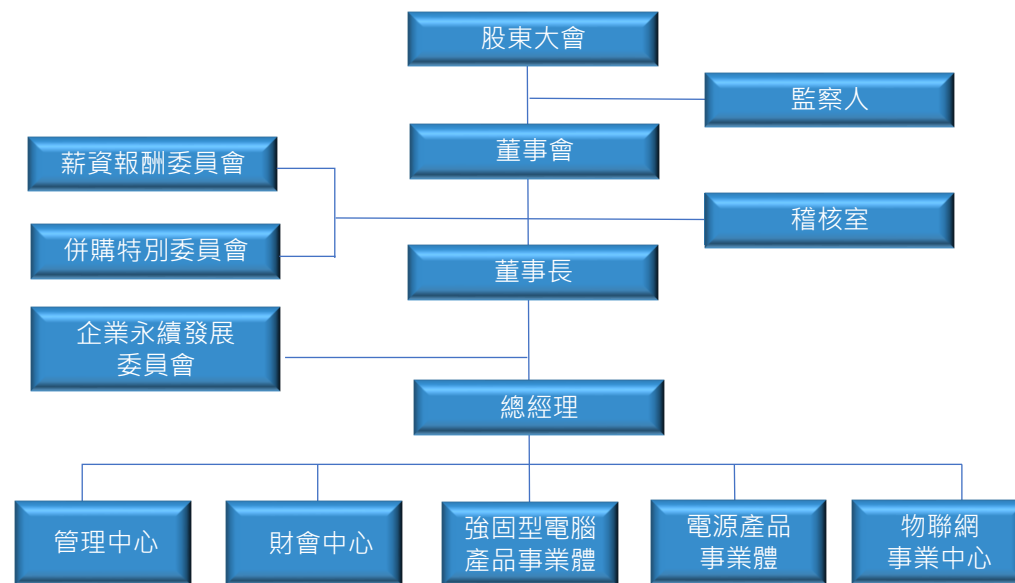 股東大會
監察人
董事會
薪資報酬委員會
稽核室
併購特別委員會
董事長
企業永續發展
委員會
總經理
管理中心
財會中心
強固型電腦
產品事業體
電源產品
事業體
物聯網
事業中心